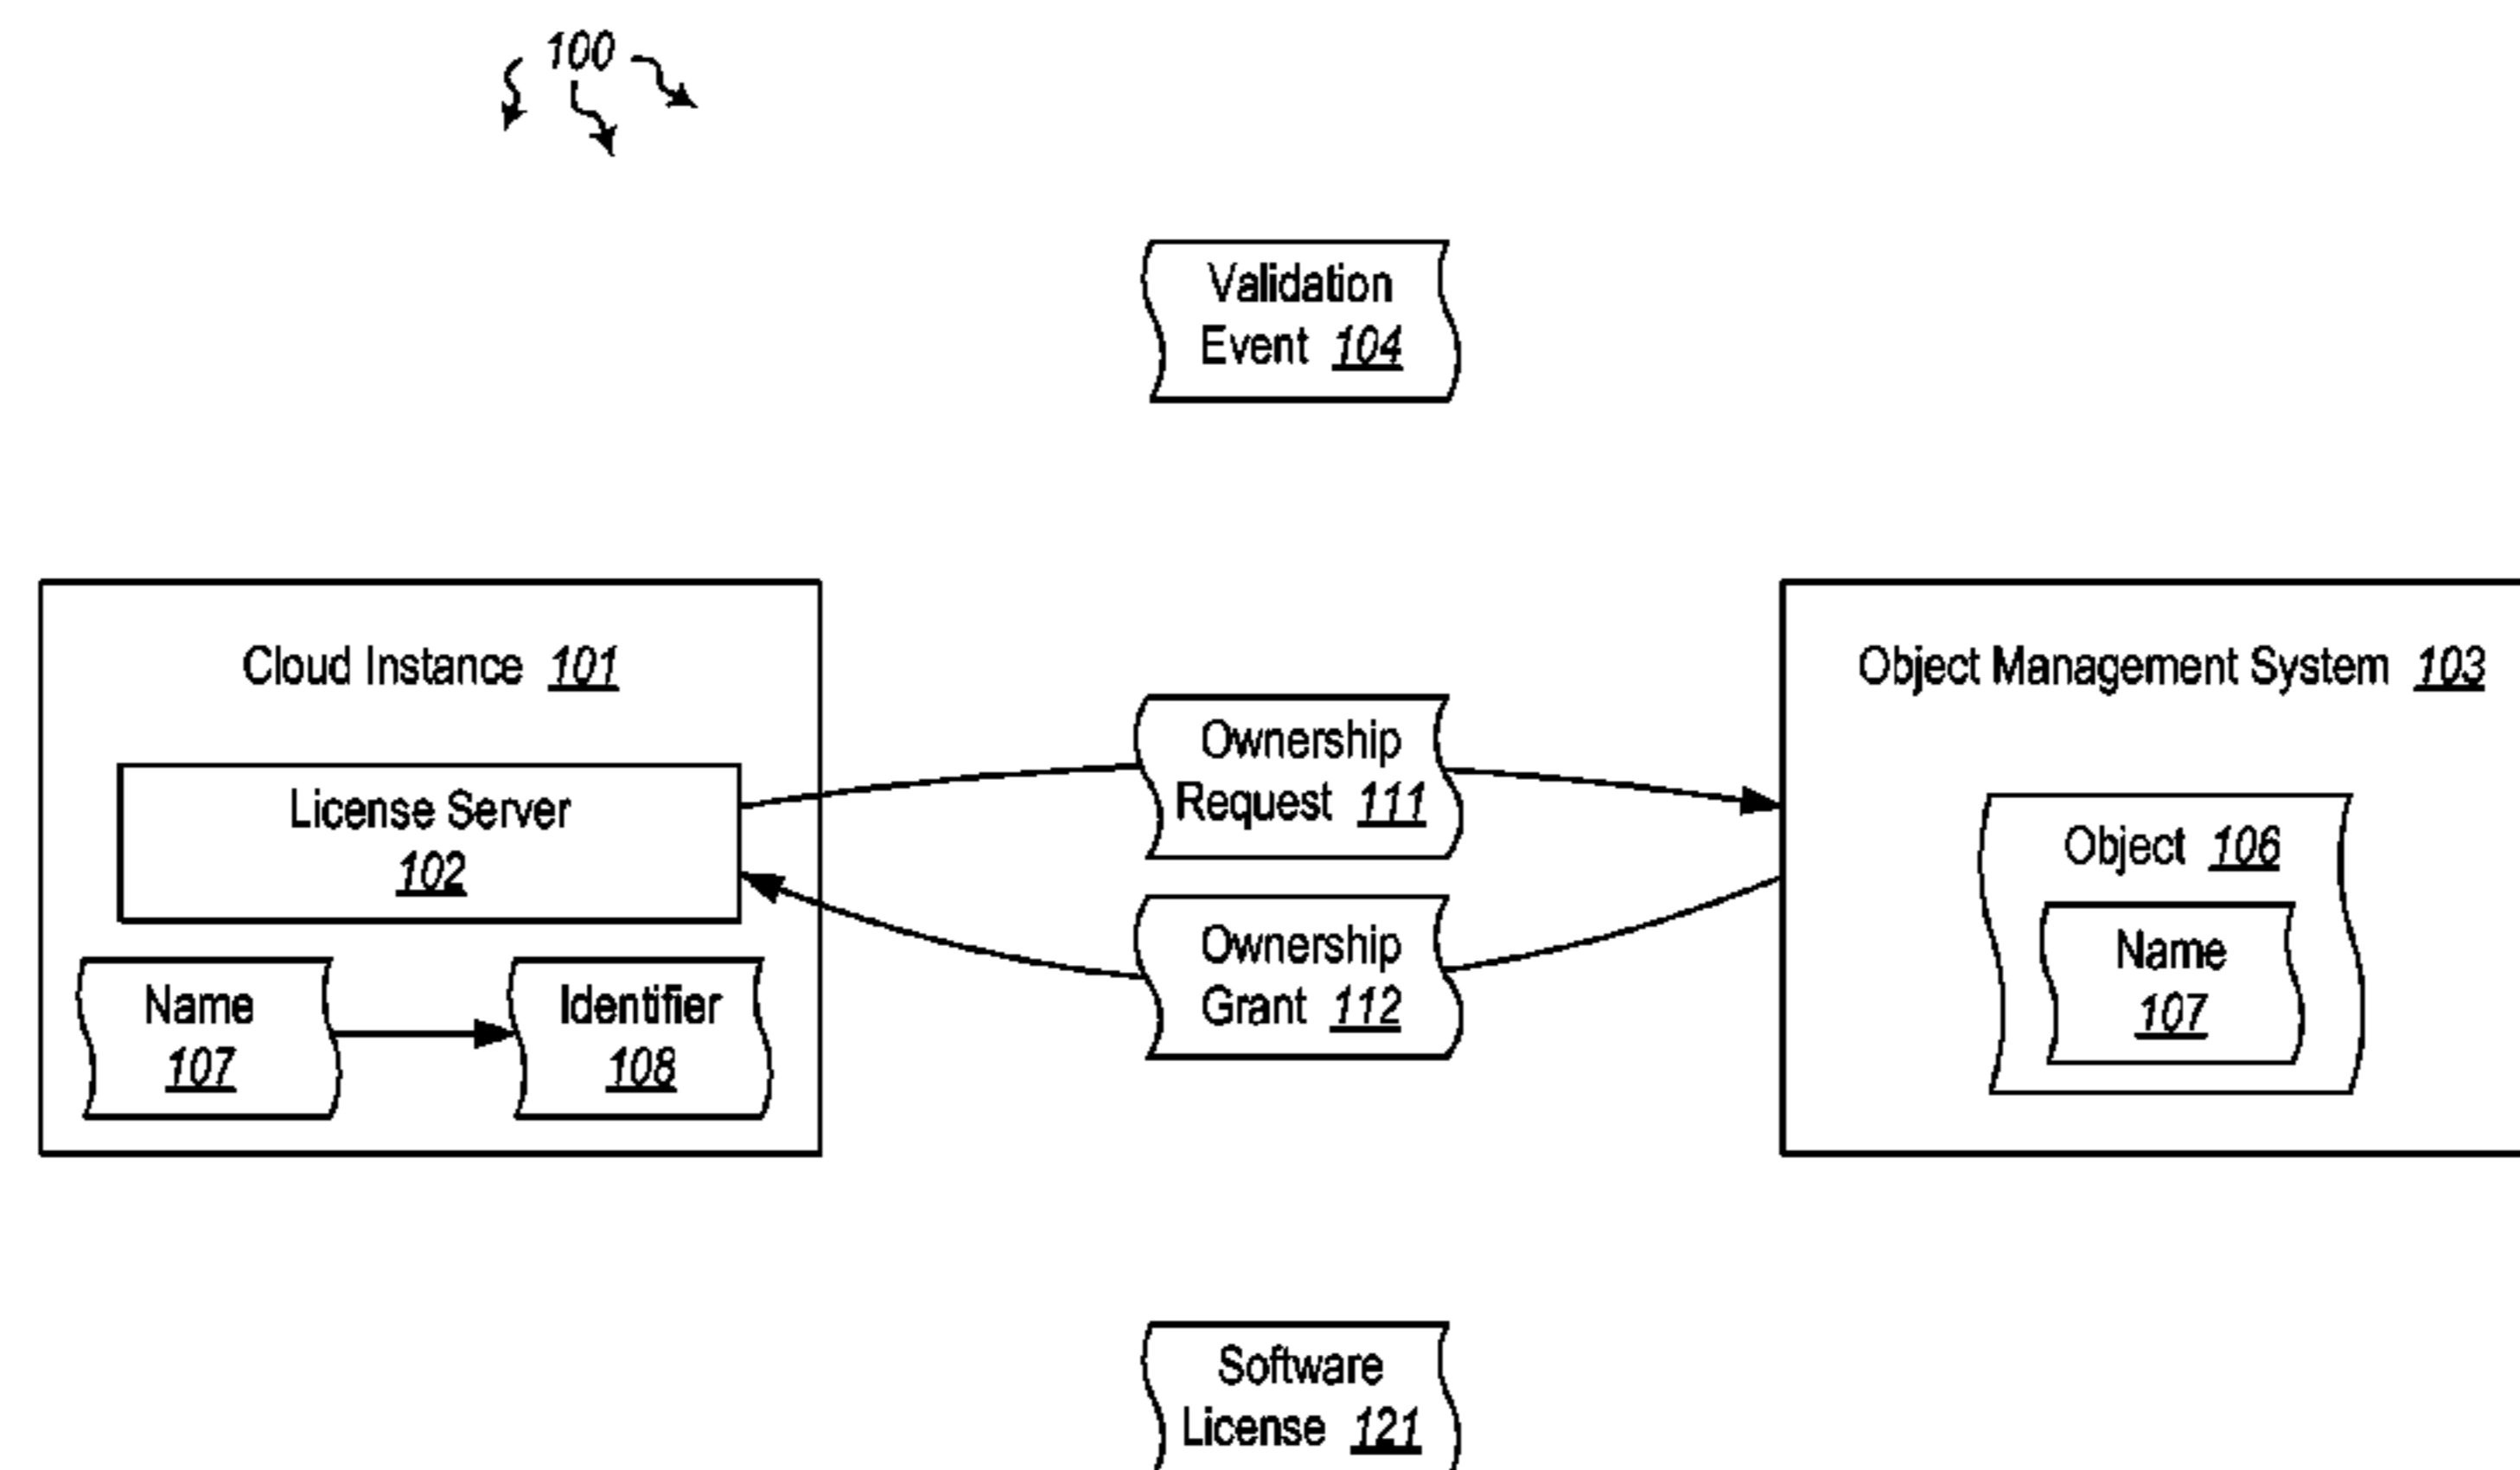 100
Validation
Event 104
Cloud Instance 101
License Server
102
Name
107
Identifier
108
Ownership
Request 111
Ownership
Grant 112
Object Management System 103
Object 106
Name
107
Software
License 121